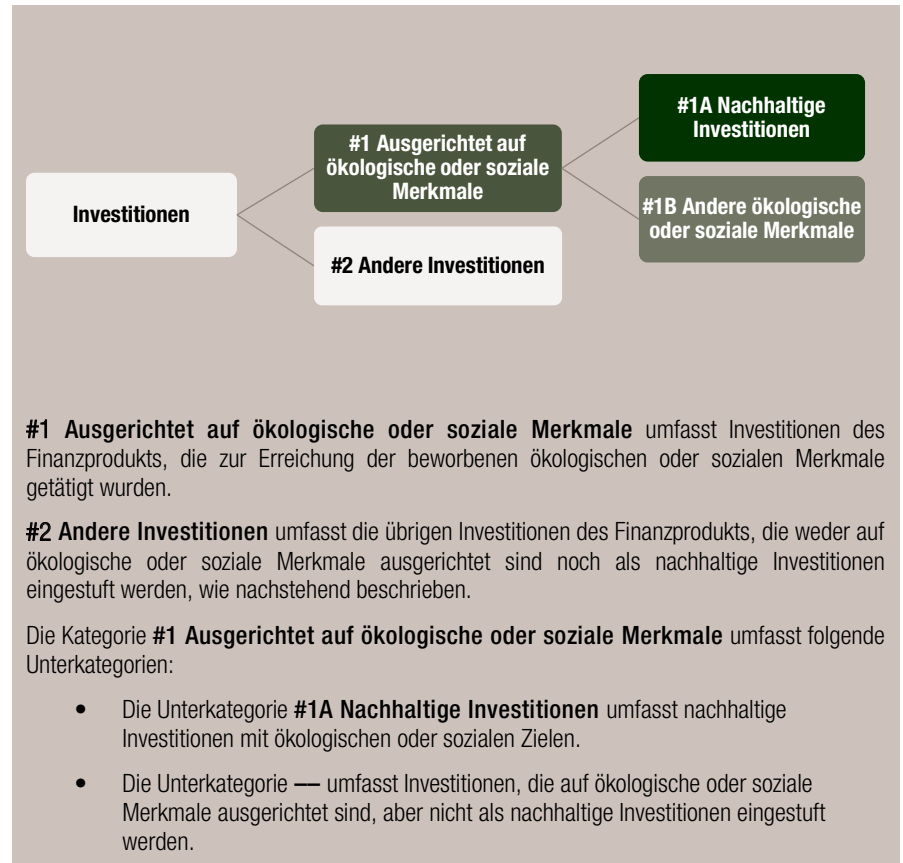 #1A Nachhaltige
Investitionen
#1 Ausgerichtet auf
ökologische oder soziale
Merkmale
Investitionen
#1B Andere ökologische
oder soziale Merkmale
#2 Andere Investitionen
#1 Ausgerichtet auf ökologische oder soziale Merkmale umfasst Investitionen des
Finanzprodukts, die zur Erreichung der beworbenen ökologischen oder sozialen Merkmale
getätigt wurden.
#2 Andere Investitionen umfasst die übrigen Investitionen des Finanzprodukts, die weder auf
ökologische oder soziale Merkmale ausgerichtet sind noch als nachhaltige Investitionen
eingestuft werden, wie nachstehend beschrieben.
Die Kategorie #1 Ausgerichtet auf ökologische oder soziale Merkmale umfasst folgende
Unterkategorien:
• Die Unterkategorie #1A Nachhaltige Investitionen umfasst nachhaltige
Investitionen mit ökologischen oder sozialen Zielen.
• Die Unterkategorie –– umfasst Investitionen, die auf ökologische oder soziale
Merkmale ausgerichtet sind, aber nicht als nachhaltige Investitionen eingestuft
werden.